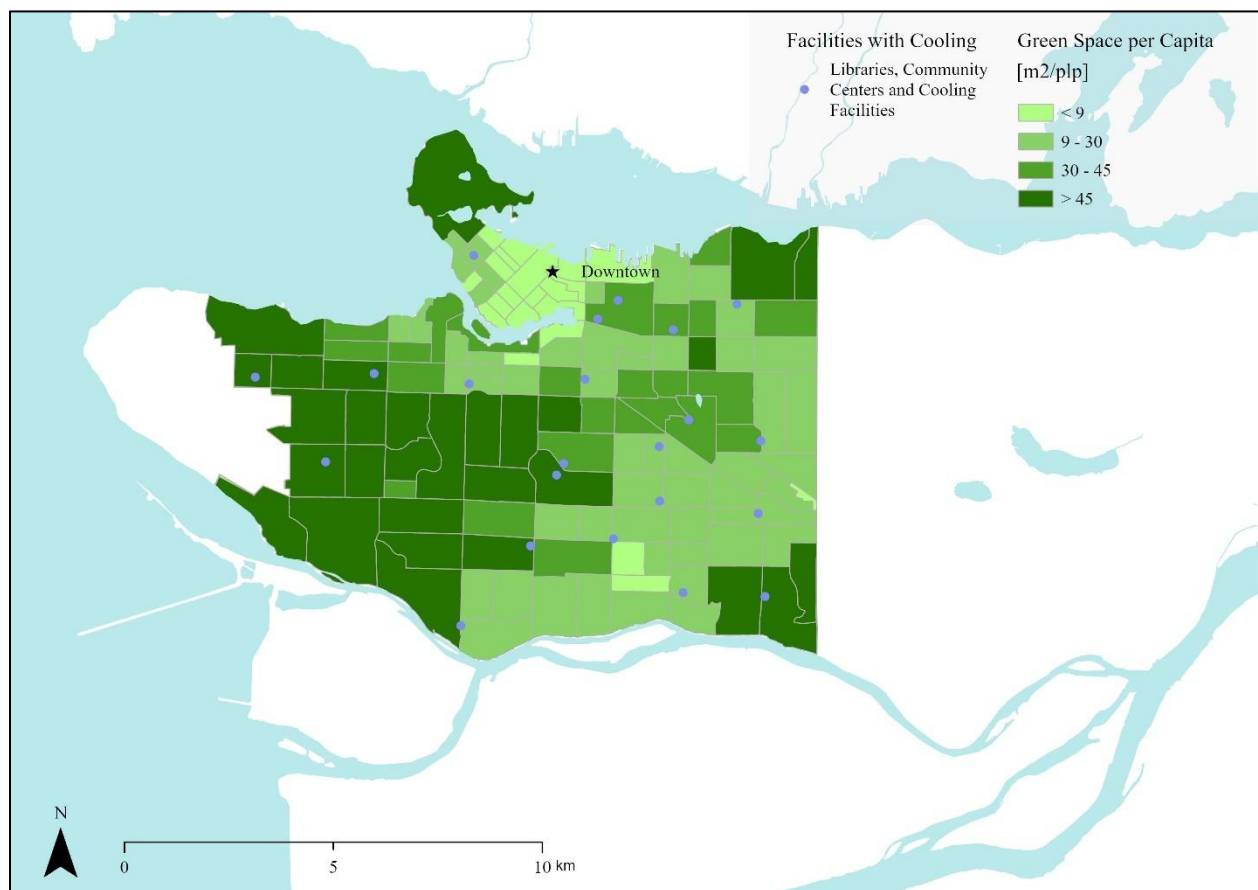 Facilities with Cooling
Libraries, Community
Centers and Cooling
Facilities
Green Space per Capita
[m2/plp]
< 9
9 - 30
30 - 45
> 45
Downtown
N
0
5
10 km